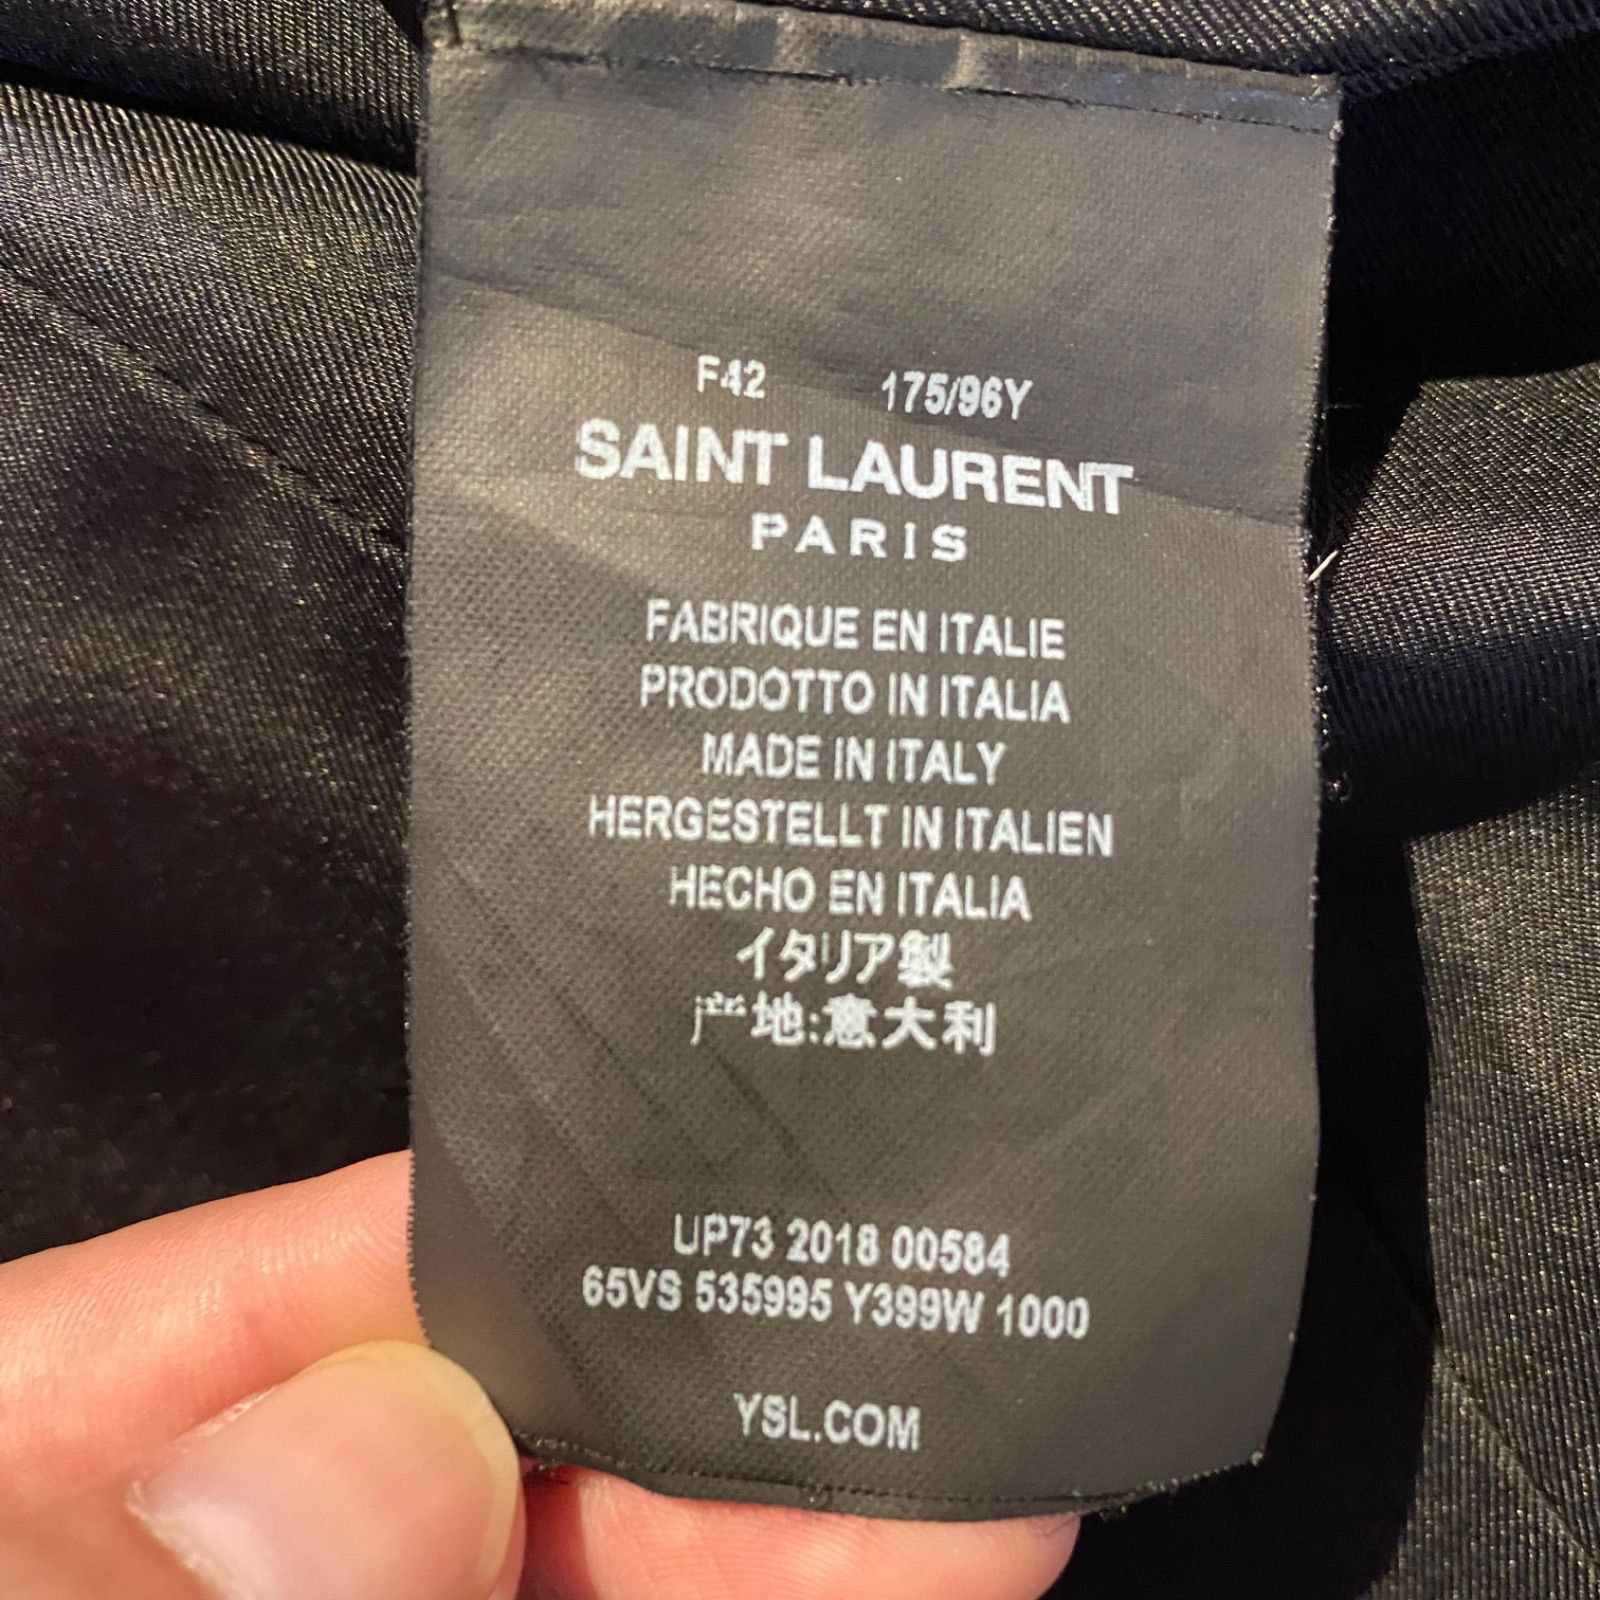 F42 175/96Y
SAINT LAURENT
PARIS
FABRIQUE EN ITALIE
PRODOTTO IN ITALIA
MADE IN ITALY
HERGESTELLT IN ITALIEN
HECHO EN ITALIA
イタリア製
产地:意大利
UP73 2018 00584
65VS 535995 Y399W 1000
YSL.COM